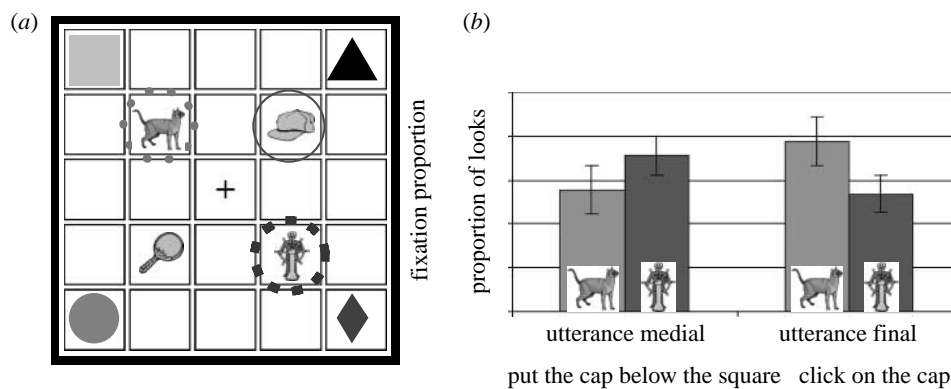 (a)
(b)
fixation proportion
proportion of looks
utterance medial
utterance final
put the cap below the square
click on the cap